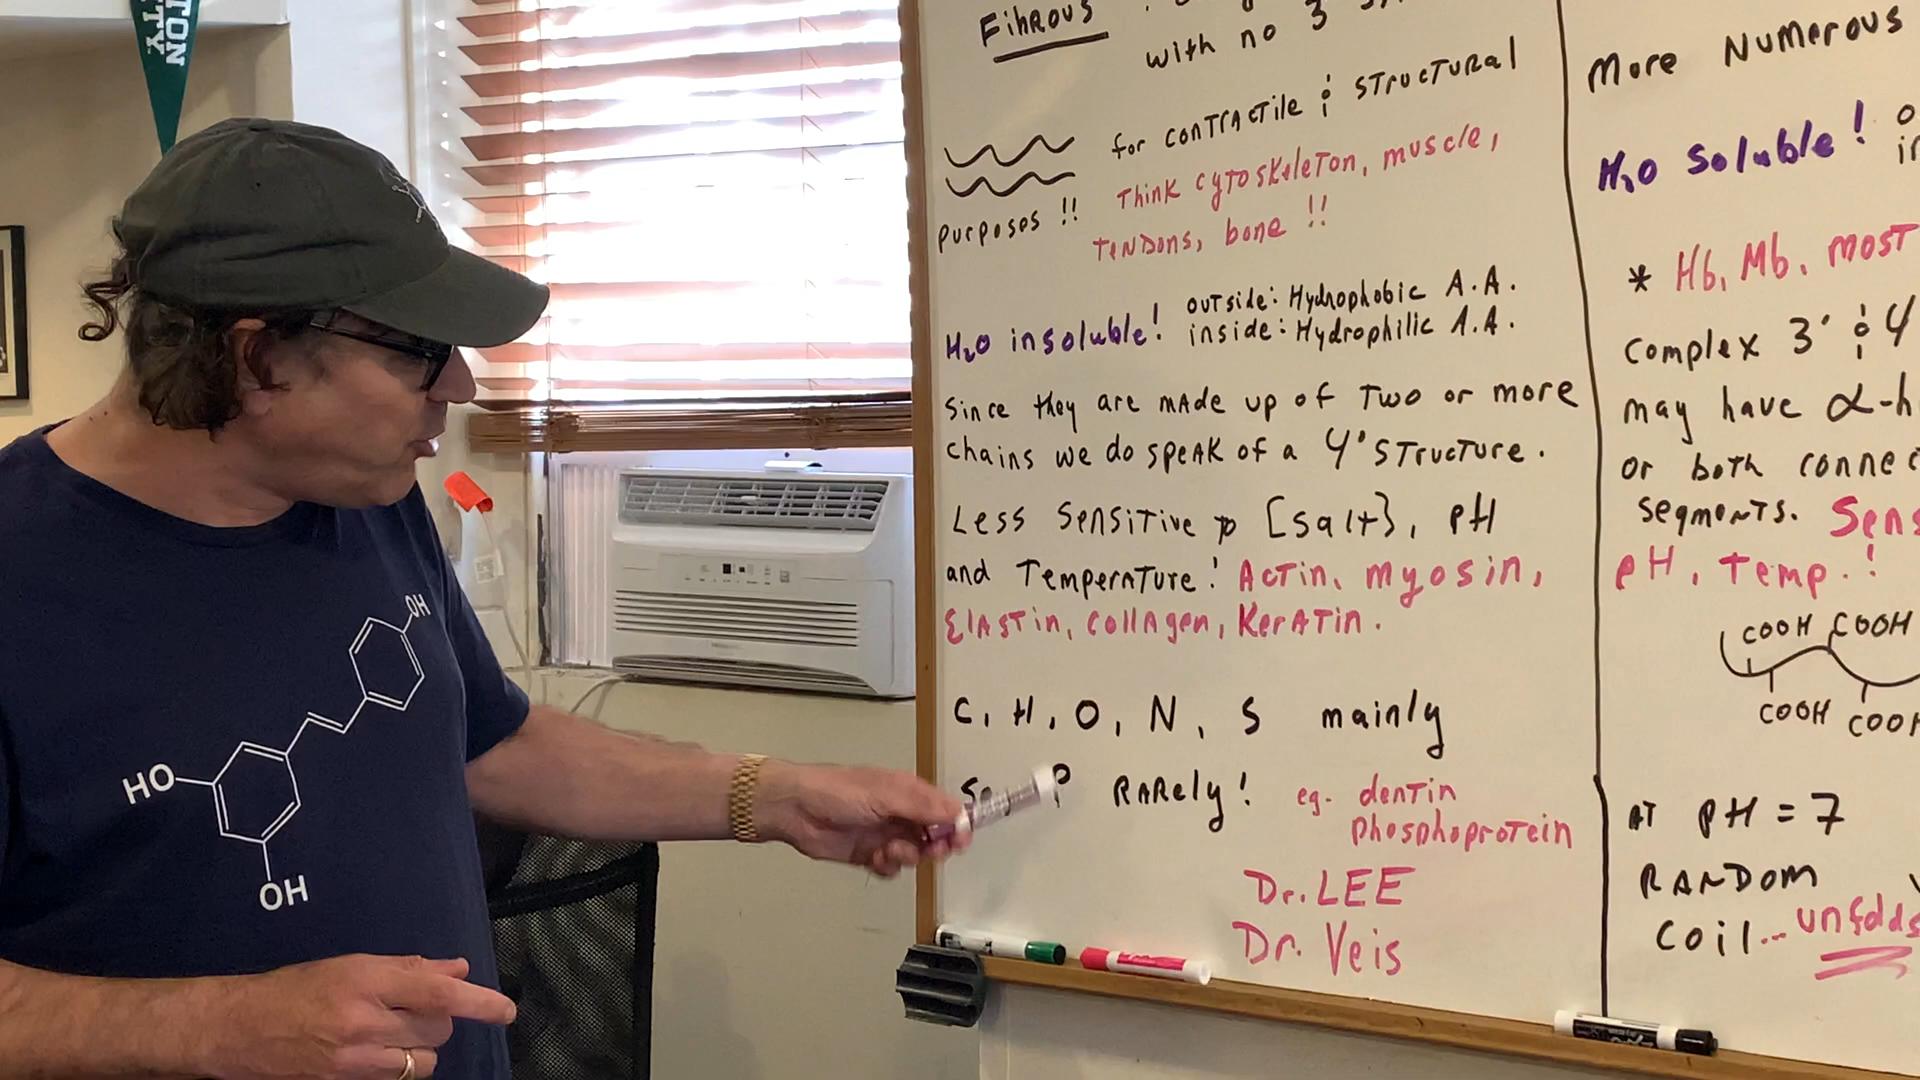 TON
TY.
Fibrous
with no 3°
for contractile & structural
purposes !!
Think cytoskeleton, muscle,
tendons, bone !!
H2O insoluble! outside: Hydrophobic A.A.
inside: Hydrophilic A.A.
Since they are made up of two or more
chains we do speak of a 4° structure.
Less sensitive to [salt}, pH
and Temperature! Actin, myosin,
Elastin, collagen, Keratin.
C, H, O, N, S mainly
P Rarely! eg. dentin
phosphoprotein
Dr. LEE
Dr. Veis
More Numerous
H2O Soluble!
* Hb, Mb, most
complex 3° & 4
may have α-h
or both connec
segments. Sens
pH, Temp.!
COOH COOH
COOH COOH
AT pH = 7
RANDOM
coil... unfolds
OH
HO
OH